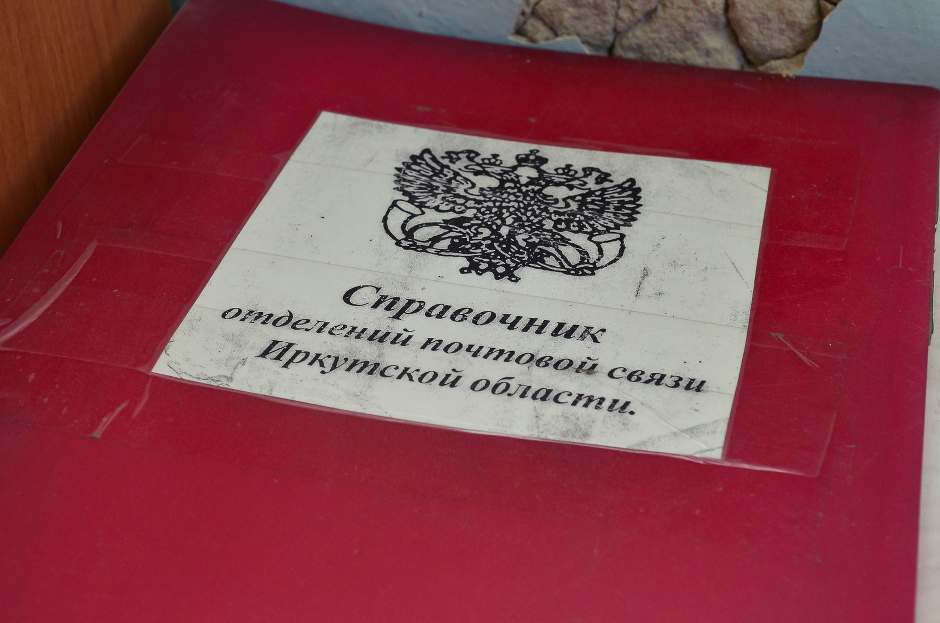 Справочник
отделений почтовой связи
Иркутской области.